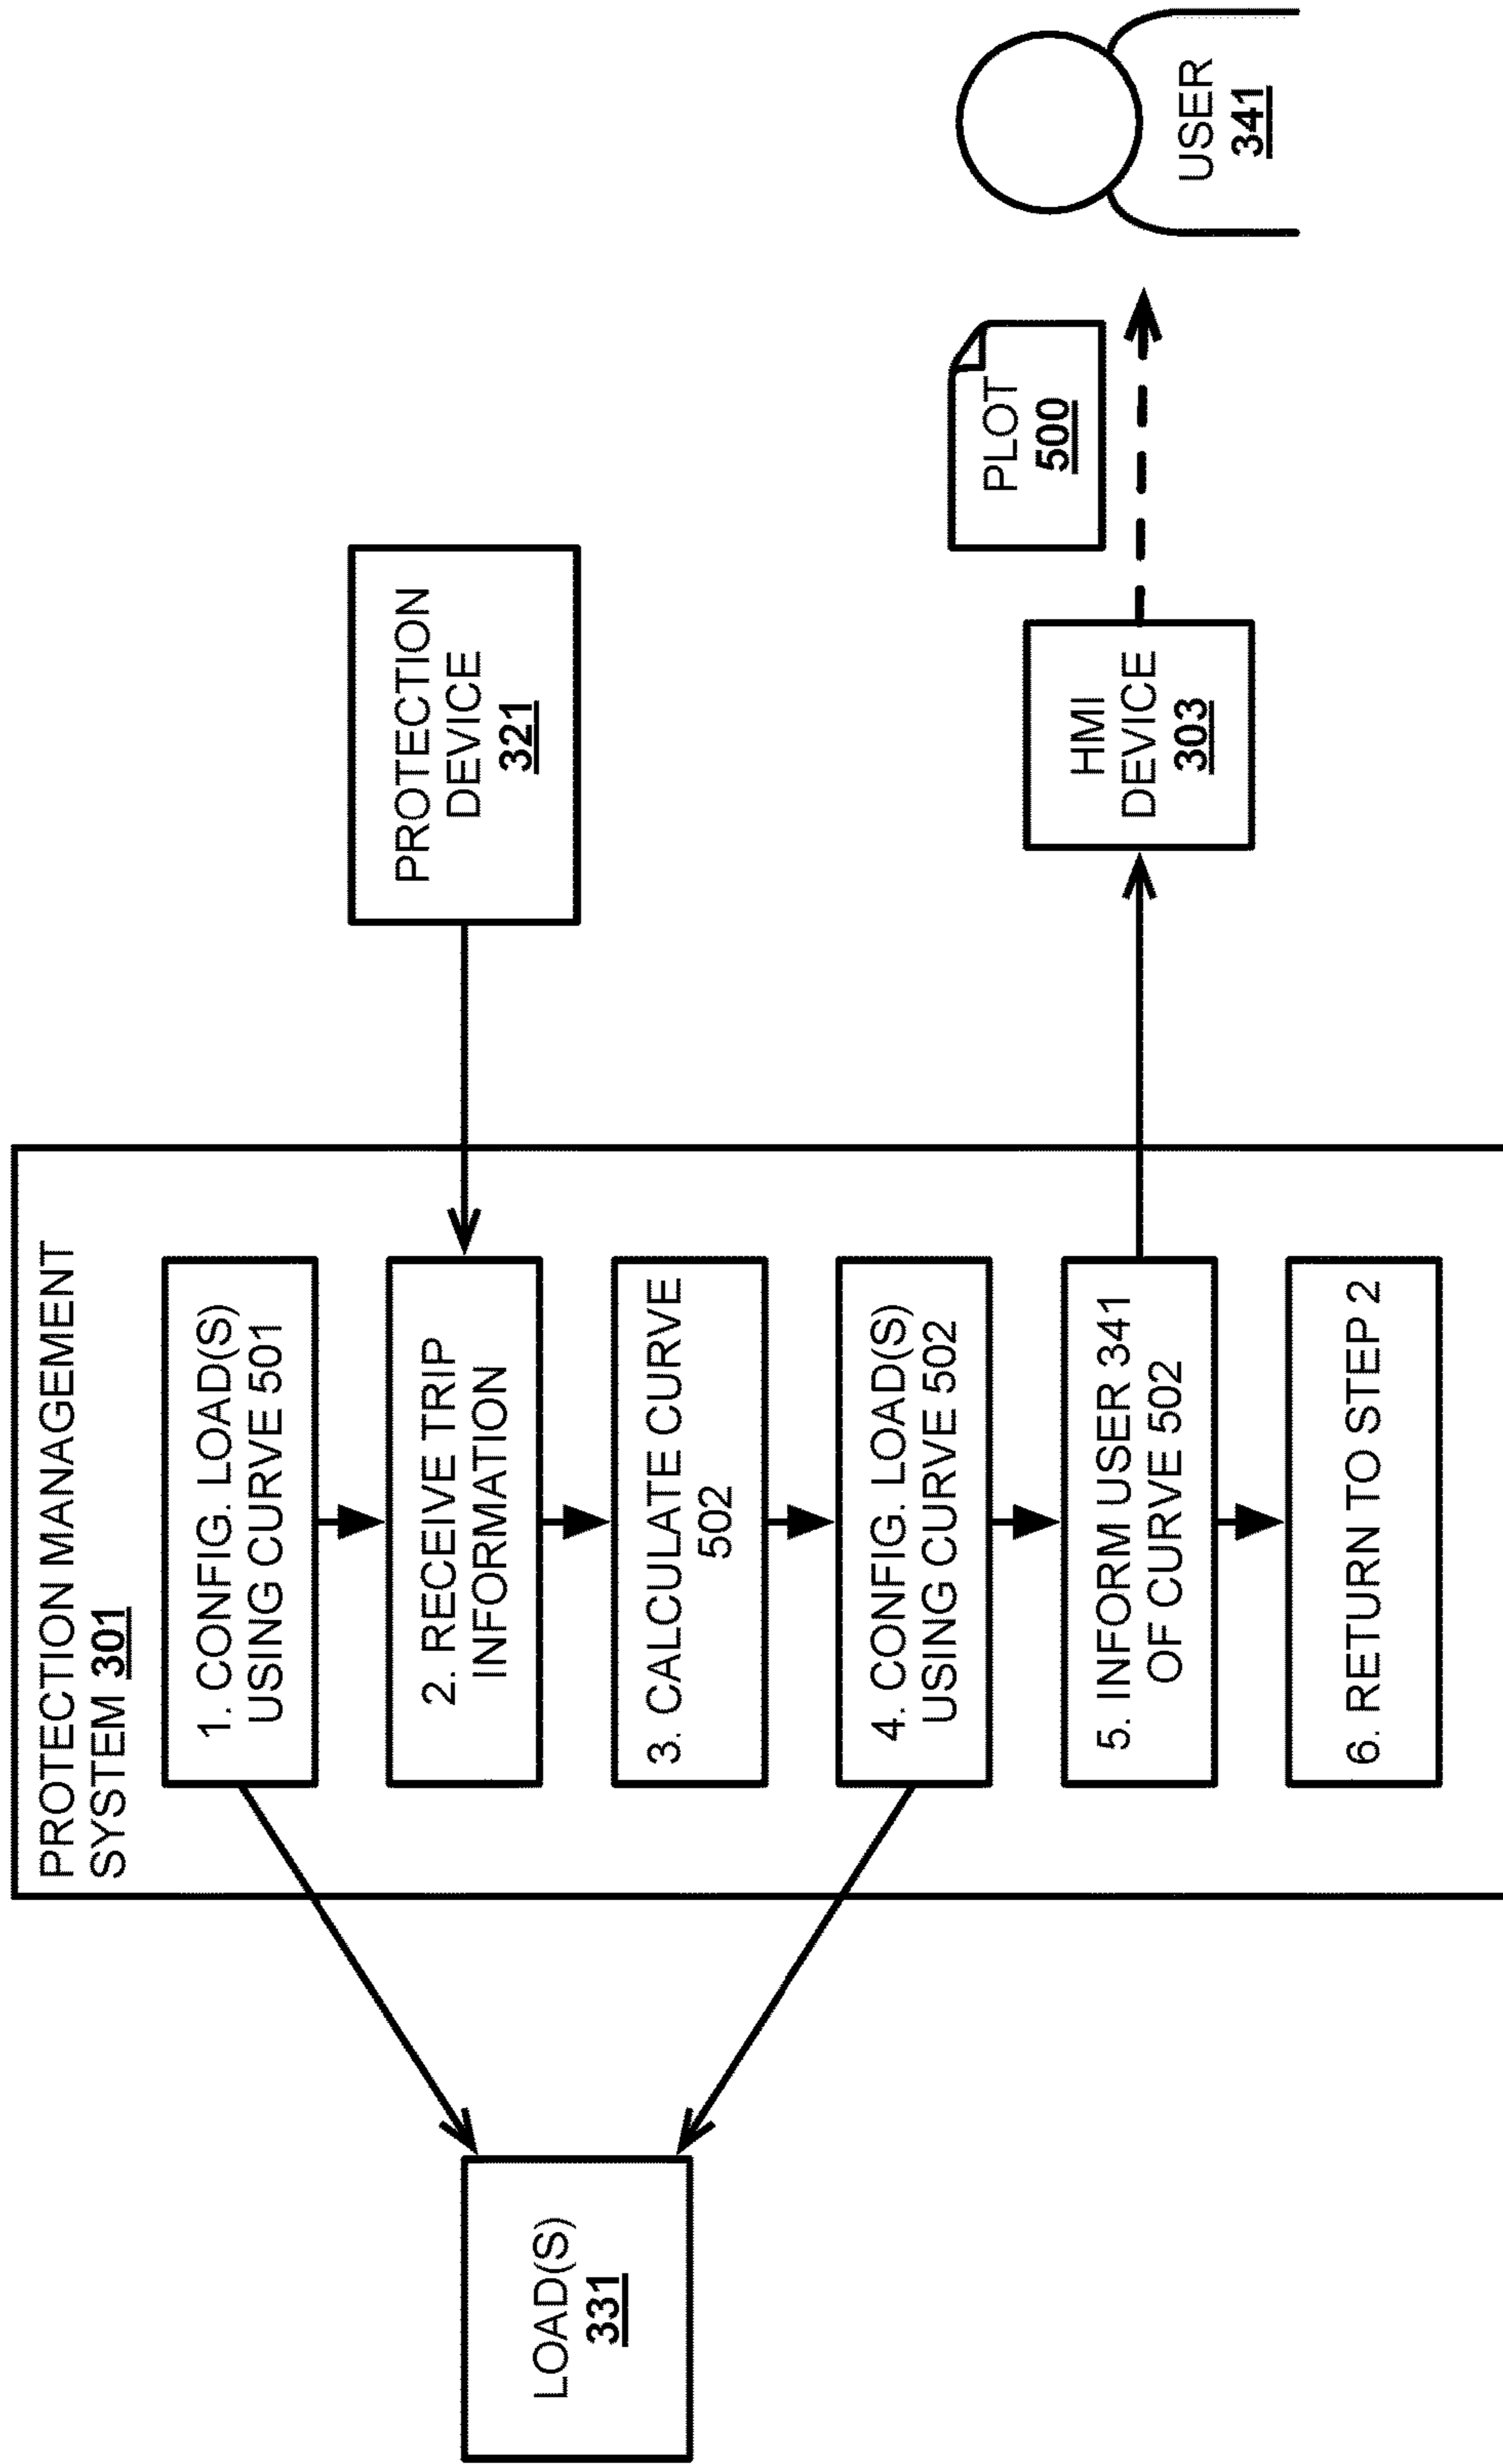 PROTECTION MANAGEMENT
SYSTEM 301
1. CONFIG. LOAD(S)
USING CURVE 501
2. RECEIVE TRIP
INFORMATION
3. CALCULATE CURVE
502
4. CONFIG. LOAD(S)
USING CURVE 502
5. INFORM USER 341
OF CURVE 502
6. RETURN TO STEP 2
LOAD(S)
331
PROTECTION
DEVICE
321
HMI
DEVICE
303
PLOT
500
USER
341